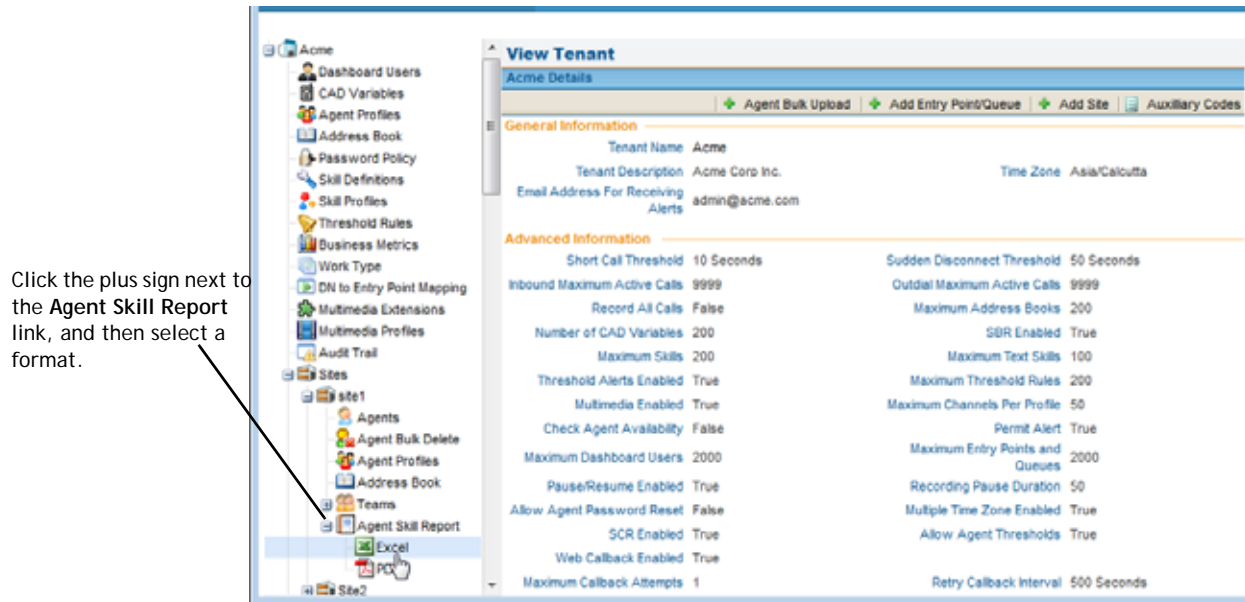 Click the plus sign next to
the Agent Skill Report
link, and then select a
format.
Acme
Dashboard Users
CAD Variables
Agent Profiles
Address Book
Password Policy
Skill Definitions
Skill Profiles
Threshold Rules
Business Metrics
Work Type
DN to Entry Point Mapping
Multimedia Extensions
Multimedia Profiles
Audit Trail
Sites
site1
Agents
Agent Bulk Delete
Agent Profiles
Address Book
Teams
Agent Skill Report
Excel
Site2
View Tenant
Acme Details
Agent Bulk Upload Add Entry Point/Queue Add Site Auxiliary Codes
General Information
Tenant Name Acme
Tenant Description Acme Corp Inc. Time Zone Asia/Calcutta
Email Address For Receiving
Alerts admin@acme.com
Advanced Information
Short Call Threshold 10 Seconds Sudden Disconnect Threshold 50 Seconds
Inbound Maximum Active Calls 9999 Outdial Maximum Active Calls 9999
Record All Calls False Maximum Address Books 200
Number of CAD Variables 200 SBR Enabled True
Maximum Skills 200 Maximum Text Skills 100
Threshold Alerts Enabled True Maximum Threshold Rules 200
Multimedia Enabled True Maximum Channels Per Profile 50
Check Agent Availability False Permit Alert True
Maximum Dashboard Users 2000 Maximum Entry Points and
Queues 2000
Pause/Resume Enabled True Recording Pause Duration 50
Allow Agent Password Reset False Multiple Time Zone Enabled True
SCR Enabled True Allow Agent Thresholds True
Web Callback Enabled True
Maximum Callback Attempts 1 Retry Callback Interval 500 Seconds